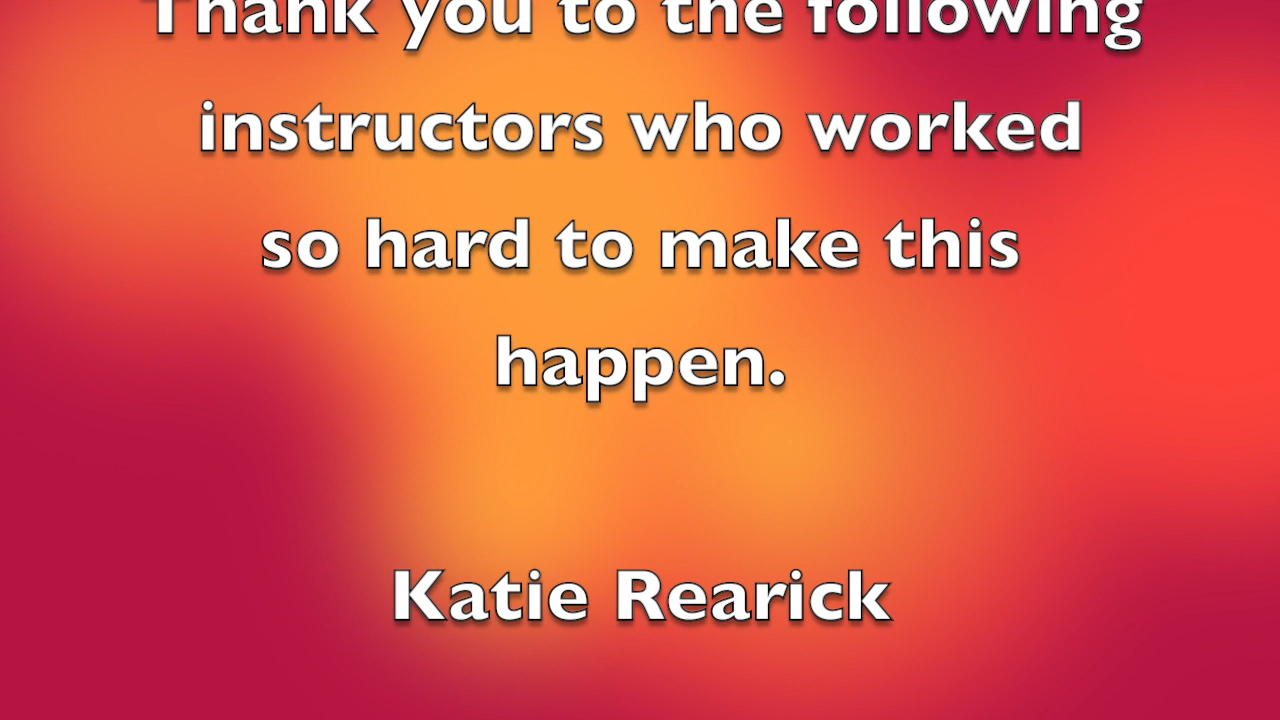 Thank you to the following
instructors who worked
so hard to make this
happen.
Katie Rearick